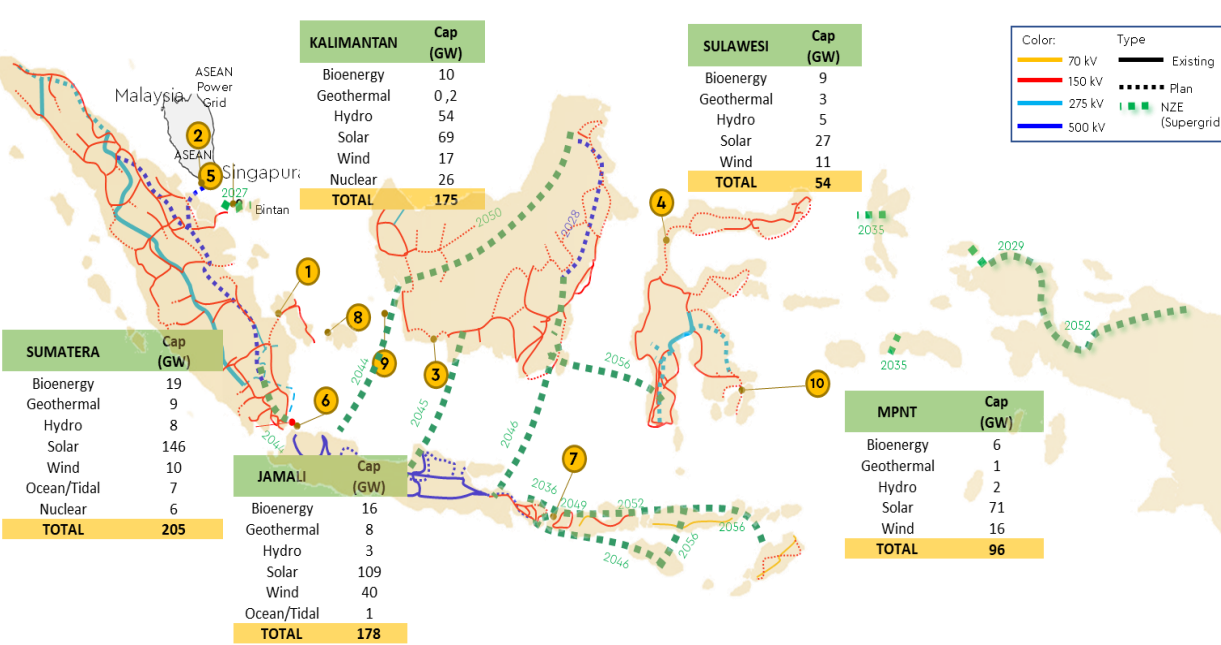 KALIMANTAN Cap (GW)
Bioenergy 10
Geothermal 0 ,2
Hydro 54
Solar 69
Wind 17
Nuclear 26
TOTAL 175
SULAWESI Cap (GW)
Bioenergy 9
Geothermal 3
Hydro 5
Solar 27
Wind 11
TOTAL 54
Color: Type
70 kV Existing
150 kV Plan
275 kV NZE
500 kV (Supergrid
ASEAN
Power
Grid
Malaysia
2
ASEAN
5
Singapura
2027
Bintan
2050
2028
4
2035
2029
1
8
2052
SUMATERA Cap (GW)
Bioenergy 19
Geothermal 9
Hydro 8
Solar 146
Wind 10
Ocean/Tidal 7
Nuclear 6
TOTAL 205
2044
9
3
2056
2035
10
6
2045
2044
2046
MPNT Cap (GW)
Bioenergy 6
Geothermal 1
Hydro 2
Solar 71
Wind 16
TOTAL 96
JAMALI Cap (GW)
Bioenergy 16
Geothermal 8
Hydro 3
Solar 109
Wind 40
Ocean/Tidal 1
TOTAL 178
7
2036
2049
2052
2056
2056
2046